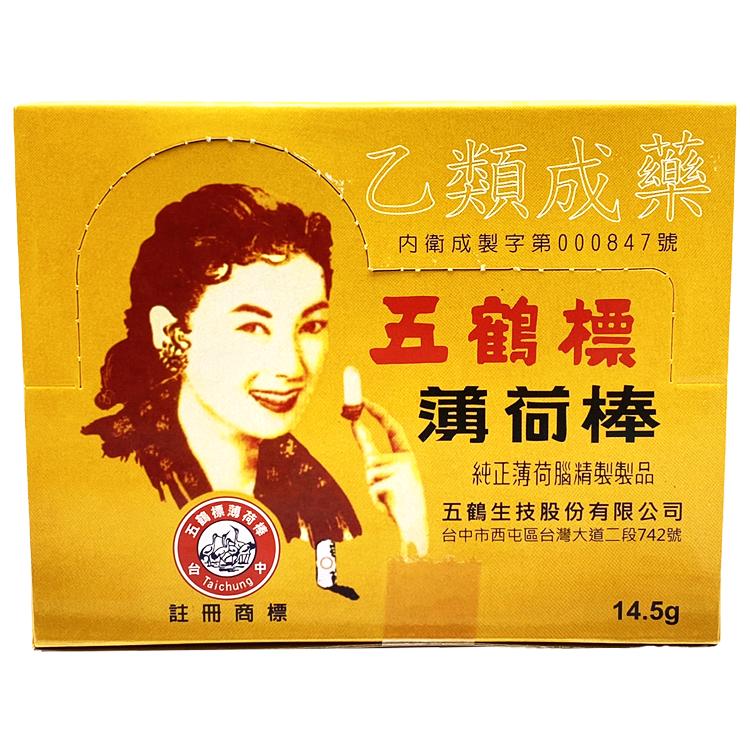 乙類成藥
內衛成製字第000847號
五鶴標
薄荷棒
純正薄荷腦精製製品
五鶴生技股份有限公司
台中市西屯區台灣大道二段742號
五鶴標薄荷棒
台中
Taichung
註冊商標
14.5g